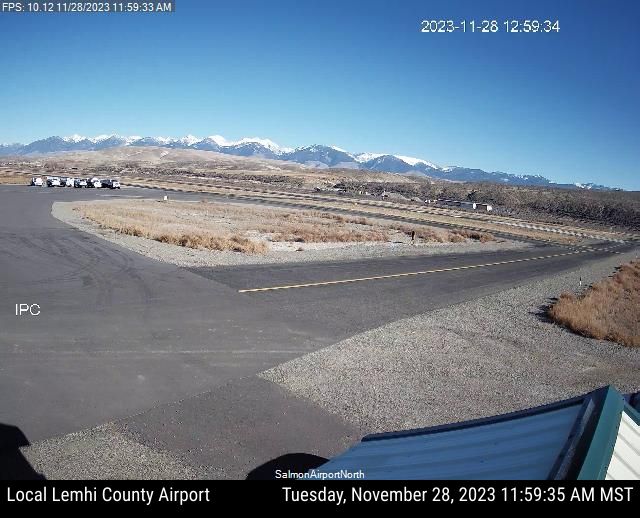 FPS: 10.12 11/28/2023 11:59:33 AM
2023-11-28 12:59:34
IPC
SalmonAirportNorth
Local Lemhi County Airport Tuesday, November 28, 2023 11:59:35 AM MST